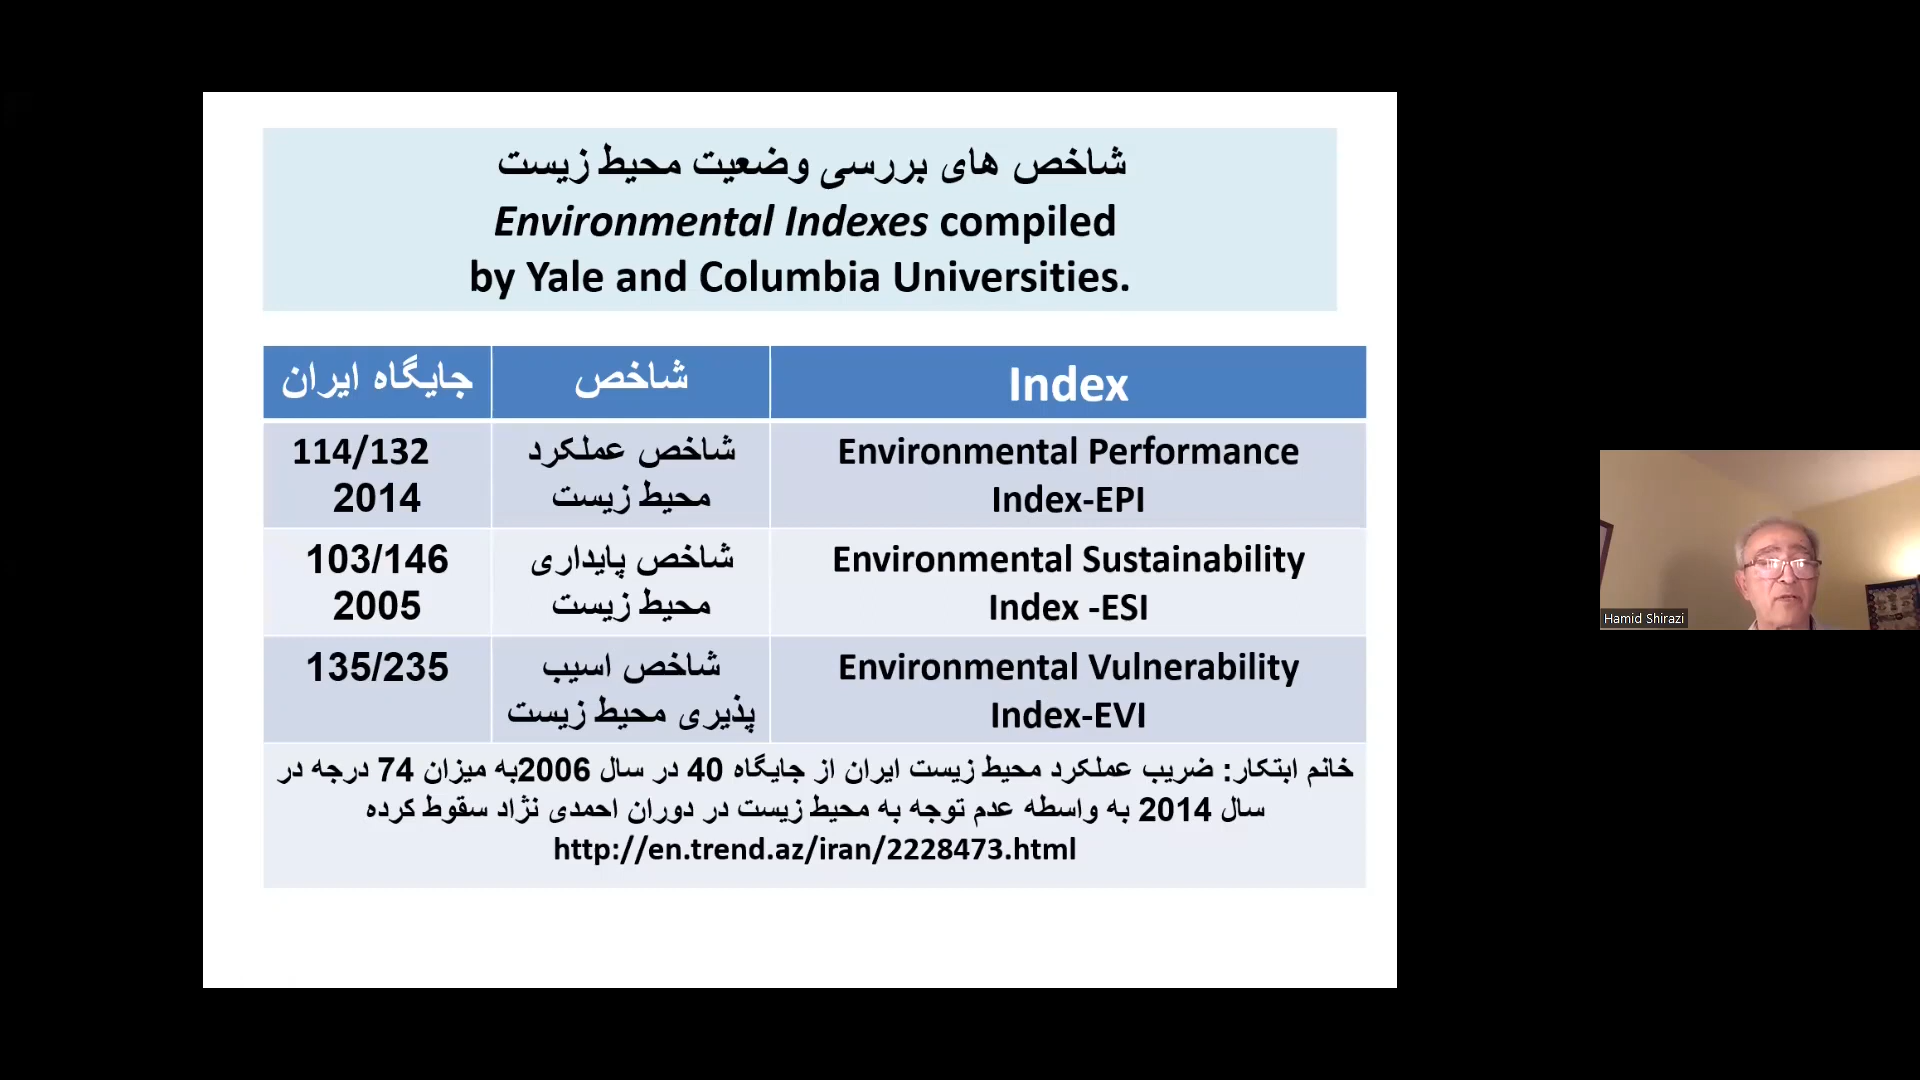 شاخص های بررسی وضعیت محیط زیست
Environmental Indexes compiled
by Yale and Columbia Universities.
جایگاه ایران
شاخص
Index
114/132
2014
شاخص عملکرد
محیط زیست
Environmental Performance
Index-EPI
103/146
2005
شاخص پایداری
محیط زیست
Environmental Sustainability
Index -ESI
135/235
شاخص اسیب
پذیری محیط زیست
Environmental Vulnerability
Index-EVI
خانم ابتکار: ضریب عملکرد محیط زیست ایران از جایگاه 40 در سال 2006به میزان 74 درجه در
سال 2014 به واسطه عدم توجه به محیط زیست در دوران احمدی نژاد سقوط کرده
http://en.trend.az/iran/2228473.html
Hamid Shirazi